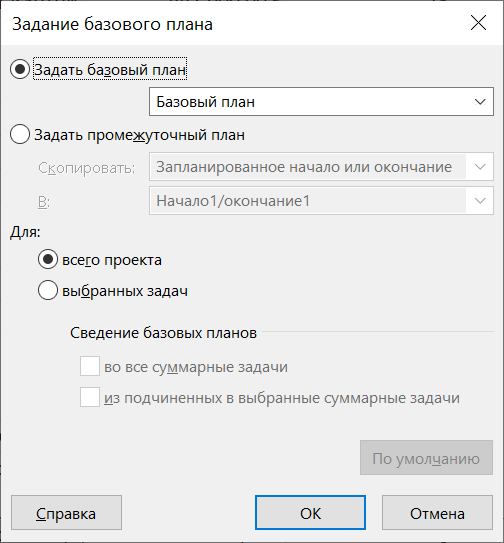 Задание базового плана
Задать базовый план
Базовый план
Задать промежуточный план
Скопировать: Запланированное начало или окончание
В: Начало1/окончание1
Для:
всего проекта
выбранных задач
Сведение базовых планов
во все суммарные задачи
из подчиненных в выбранные суммарные задачи
По умолчанию
Справка ОК Отмена